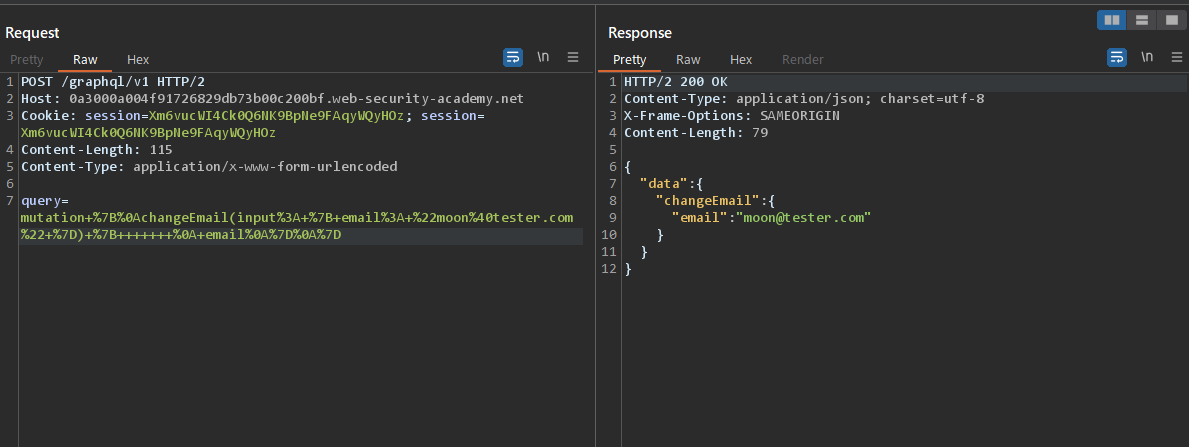 Request
Pretty Raw Hex
\n
1 POST /graphql/v1 HTTP/2
2 Host: 0a3000a004f91726829db73b00c200bf.web-security-academy.net
3 Cookie: session=Xm6vucWI4Ck0Q6NK9BpNe9FAqyWQyHOz; session=
Xm6vucWI4Ck0Q6NK9BpNe9FAqyWQyHOz
4 Content-Length: 115
5 Content-Type: application/x-www-form-urlencoded
6
7 query=
mutation+%7B%0AchangeEmail(input%3A+%7B+email%3A+%22moon%40tester.com
%22+%7D)+%7B+++++++%0A+email%0A%7D%0A%7D
Response
Pretty Raw Hex Render
\n
1 HTTP/2 200 OK
2 Content-Type: application/json; charset=utf-8
3 X-Frame-Options: SAMEORIGIN
4 Content-Length: 79
5
6 {
7 "data":{
8 "changeEmail":{
9 "email":"moon@tester.com"
10 }
11 }
12 }